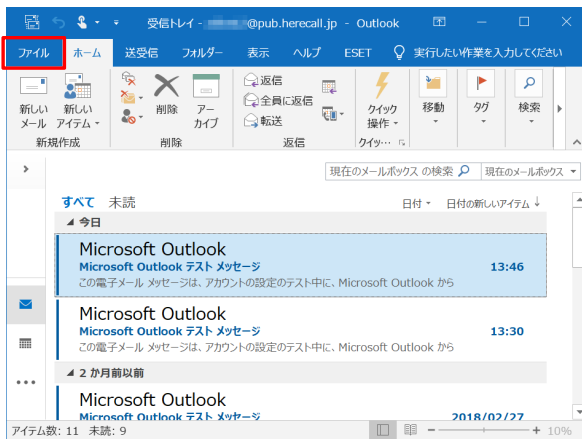 受信トレイ - @pub.herecall.jp - Outlook
ファイル ホーム 送受信 フォルダー 表示 ヘルプ ESET 実行したい作業を入力してください
新しい メール
新しい アイテム
削除
アー カイブ
返信
全員に返信
転送
クイック 操作
移動
タグ
検索
新規作成 削除 返信 クイッ…
現在のメールボックス の検索 現在のメールボックス
すべて 未読 日付 日付の新しいアイテム ↓
今日
Microsoft Outlook
Microsoft Outlook テスト メッセージ 13:46
この電子メール メッセージは、アカウントの設定のテスト中に、Microsoft Outlook から
Microsoft Outlook
Microsoft Outlook テスト メッセージ 13:30
この電子メール メッセージは、アカウントの設定のテスト中に、Microsoft Outlook から
2 か月前以前
Microsoft Outlook
Microsoft Outlook テスト メッセージ 2018/02/27
アイテム数: 11 未読: 9 10%